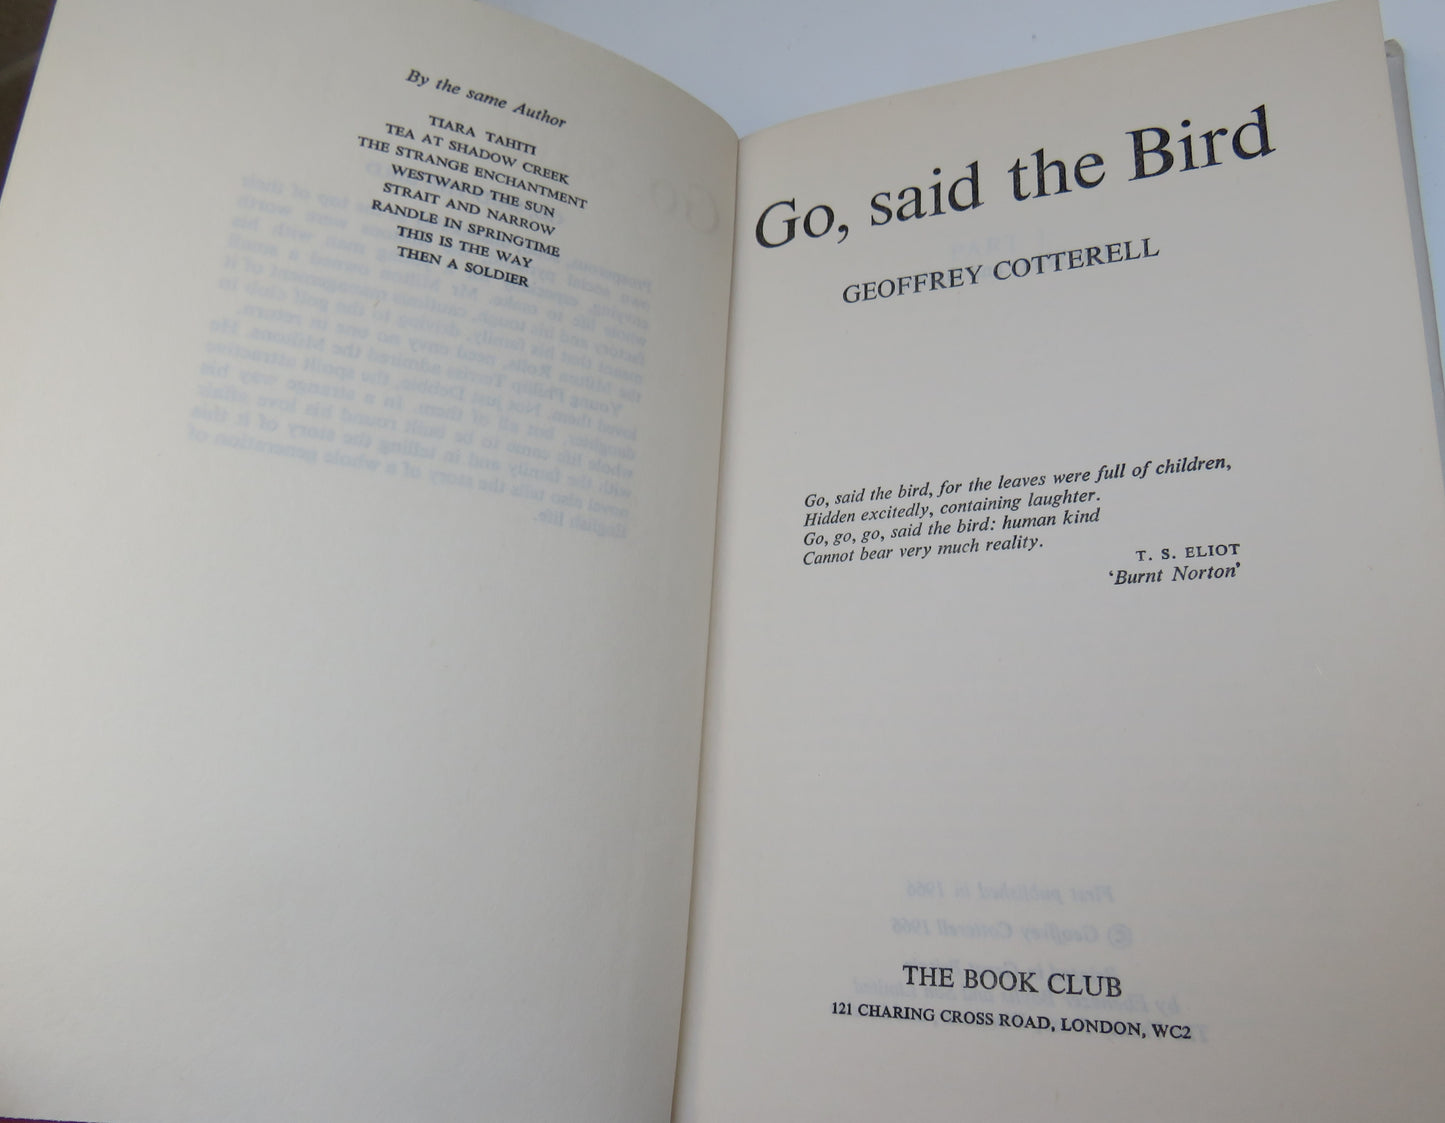 By the same Author
TIARA TAHITI
TEA AT SHADOW CREEK
THE STRANGE ENCHANTMENT
WESTWARD THE SUN
STRAIT AND NARROW
RANDLE IN SPRINGTIME
THIS IS THE WAY
THEN A SOLDIER
Go, said the Bird
GEOFFREY COTTERELL
Go, said the bird, for the leaves were full of children,
Hidden excitedly, containing laughter.
Go, go, go, said the bird: human kind
Cannot bear very much reality.
T. S. ELIOT
‘Burnt Norton’
THE BOOK CLUB
121 CHARING CROSS ROAD, LONDON, WC2